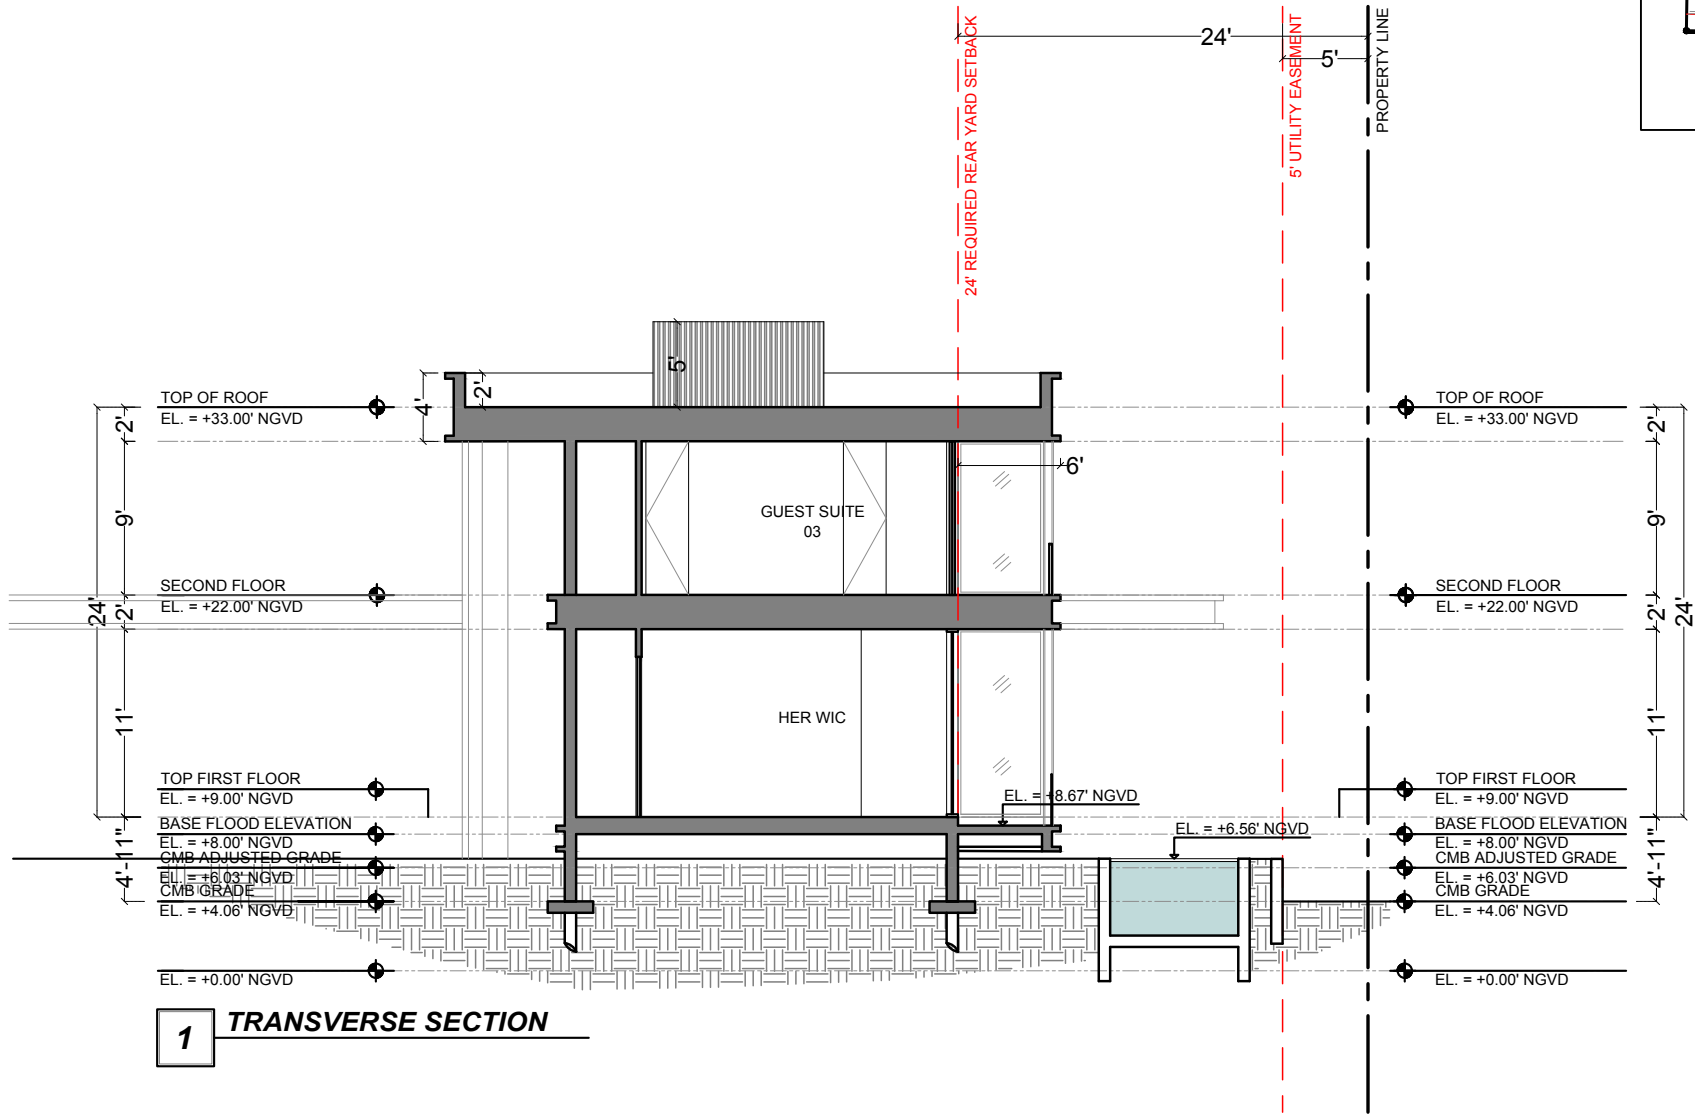 24'
5'
24' REQUIRED REAR YARD SETBACK
5' UTILITY EASEMENT
PROPERTY LINE
5'
2'
4'
TOP OF ROOF
EL. = +33.00' NGVD
2'
TOP OF ROOF
EL. = +33.00' NGVD
2'
6'
GUEST SUITE
03
9'
9'
SECOND FLOOR
EL. = +22.00' NGVD
24'
2'
SECOND FLOOR
EL. = +22.00' NGVD
2'
24'
HER WIC
11'
11'
TOP FIRST FLOOR
EL. = +9.00' NGVD
EL. = +8.67' NGVD
TOP FIRST FLOOR
EL. = +9.00' NGVD
BASE FLOOD ELEVATION
EL. = +8.00' NGVD
EL. = +6.56' NGVD
BASE FLOOD ELEVATION
EL. = +8.00' NGVD
4'-11"
CMB ADJUSTED GRADE
EL. = +6.03' NGVD
CMB GRADE
EL. = +4.06' NGVD
CMB ADJUSTED GRADE
EL. = +6.03' NGVD
CMB GRADE
EL. = +4.06' NGVD
4'-11"
EL. = +0.00' NGVD
EL. = +0.00' NGVD
1
TRANSVERSE SECTION